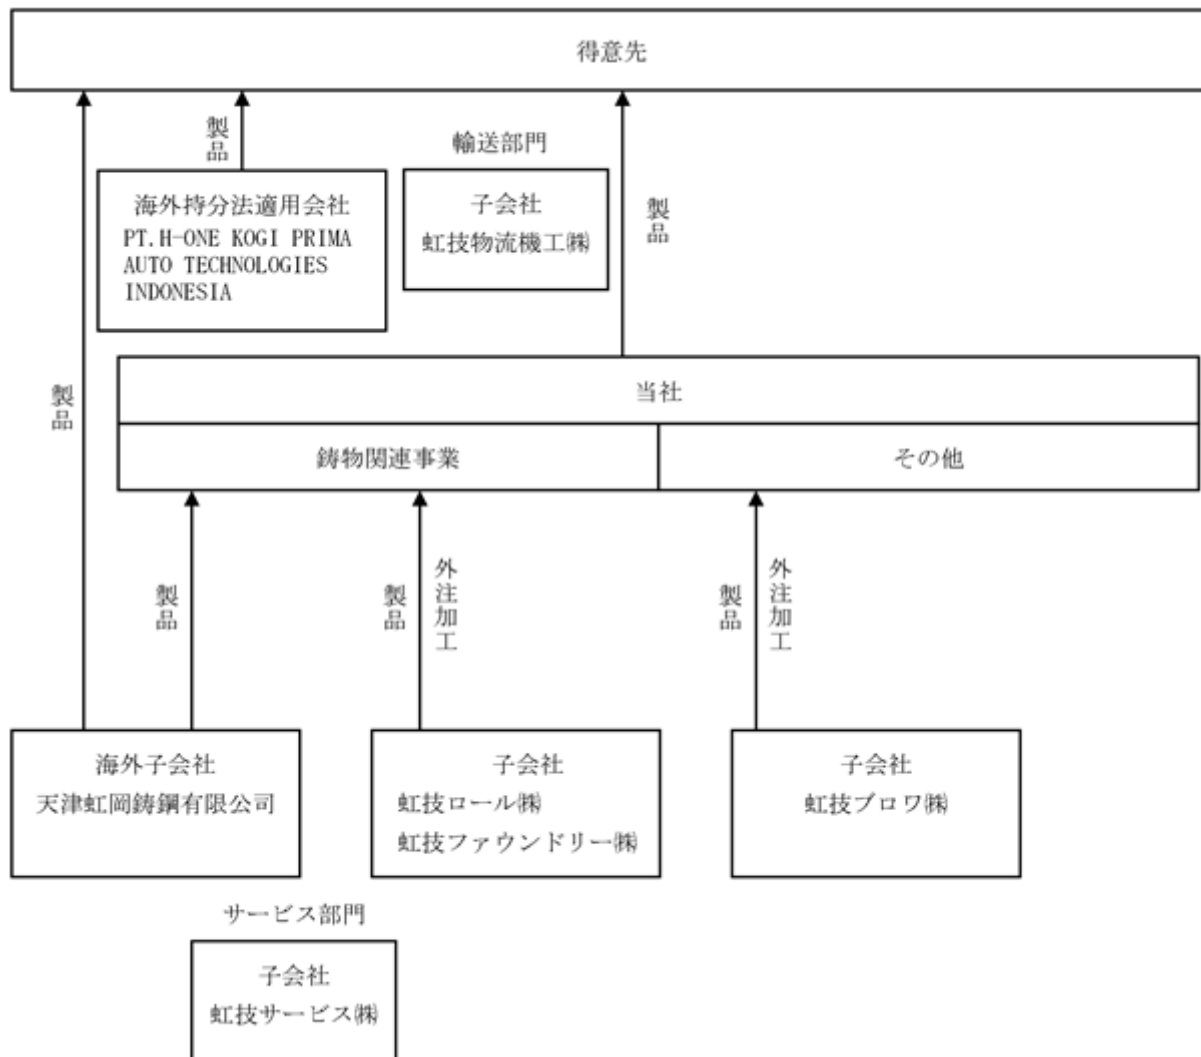 得意先
製品
輸送部門
海外持分法適用会社
PT.H-ONE KOGI PRIMA
AUTO TECHNOLOGIES
INDONESIA
子会社
虹技物流機工㈱
製品
製品
当社
鋳物関連事業
その他
製品
製品
外注加工
製品
外注加工
海外子会社
天津虹岡鋳鋼有限公司
子会社
虹技ロール㈱
虹技ファウンドリー㈱
子会社
虹技ブロワ㈱
サービス部門
子会社
虹技サービス㈱